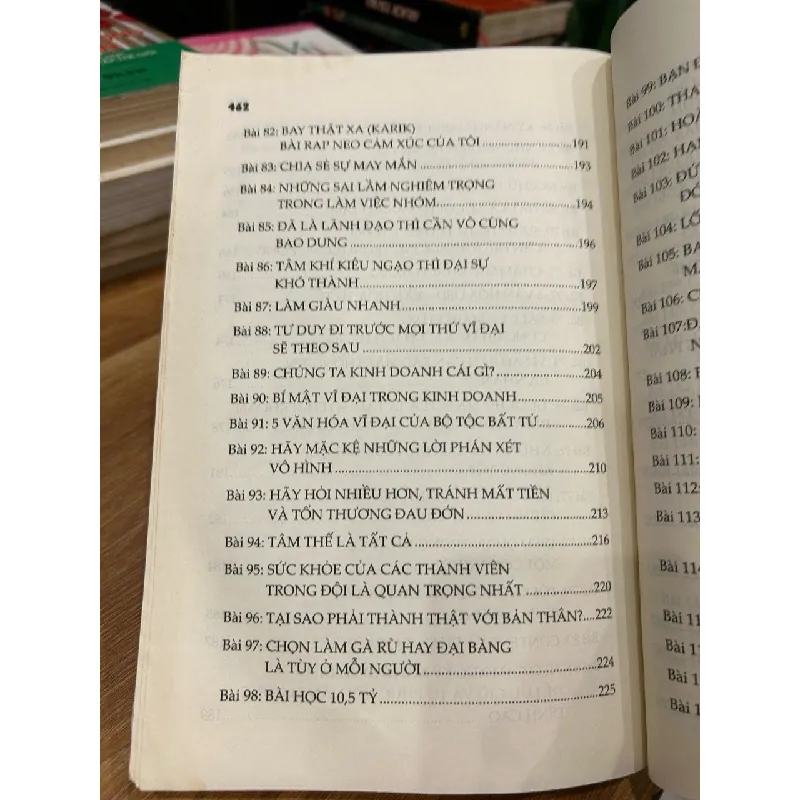 462
Bài 82: BAY THẬT XA (KARIK)
BÀI RAP NEO CẢM XÚC CỦA TÔI ..... 191
Bài 83: CHIA SẺ SỰ MAY MẮN ..... 193
Bài 84: NHỮNG SAI LẦM NGHIÊM TRỌNG
TRONG LÀM VIỆC NHÓM..... 194
Bài 85: ĐÃ LÀ LÃNH ĐẠO THÌ CẦN VÔ CÙNG
BAO DUNG ..... 196
Bài 86: TÂM KHÍ KIÊU NGẠO THÌ ĐẠI SỰ
KHÓ THÀNH..... 197
Bài 87: LÀM GIÀU NHANH..... 199
Bài 88: TƯ DUY ĐI TRƯỚC MỌI THỨ VĨ ĐẠI
SẼ THEO SAU ..... 202
Bài 89: CHÚNG TA KINH DOANH CÁI GÌ? ..... 204
Bài 90: BÍ MẬT VĨ ĐẠI TRONG KINH DOANH..... 205
Bài 91: 5 VĂN HÓA VĨ ĐẠI CỦA BỘ TỘC BẤT TỬ ..... 206
Bài 92: HÃY MẶC KỆ NHỮNG LỜI PHÁN XÉT
VÔ HÌNH ..... 210
Bài 93: HÃY HỎI NHIỀU HƠN, TRÁNH MẤT TIỀN
VÀ TỔN THƯƠNG ĐAU ĐỚN ..... 213
Bài 94: TÂM THẾ LÀ TẤT CẢ ..... 216
Bài 95: SỨC KHỎE CỦA CÁC THÀNH VIÊN
TRONG ĐỘI LÀ QUAN TRỌNG NHẤT ..... 220
Bài 96: TẠI SAO PHẢI THÀNH THẬT VỚI BẢN THÂN?.... 222
Bài 97: CHỌN LÀM GÀ RÙ HAY ĐẠI BÀNG
LÀ TÙY Ở MỖI NGƯỜI ..... 224
Bài 98: BÀI HỌC 10,5 TỶ ..... 225
Bài 99: BẠN
Bài 100:
Bài 101:
Bài 102:
Bài 103:
Bài 104:
Bài 105:
Bài 106:
Bài 107:
Bài 108:
Bài 109:
Bài 110:
Bài 111:
Bài 112:
Bài 113